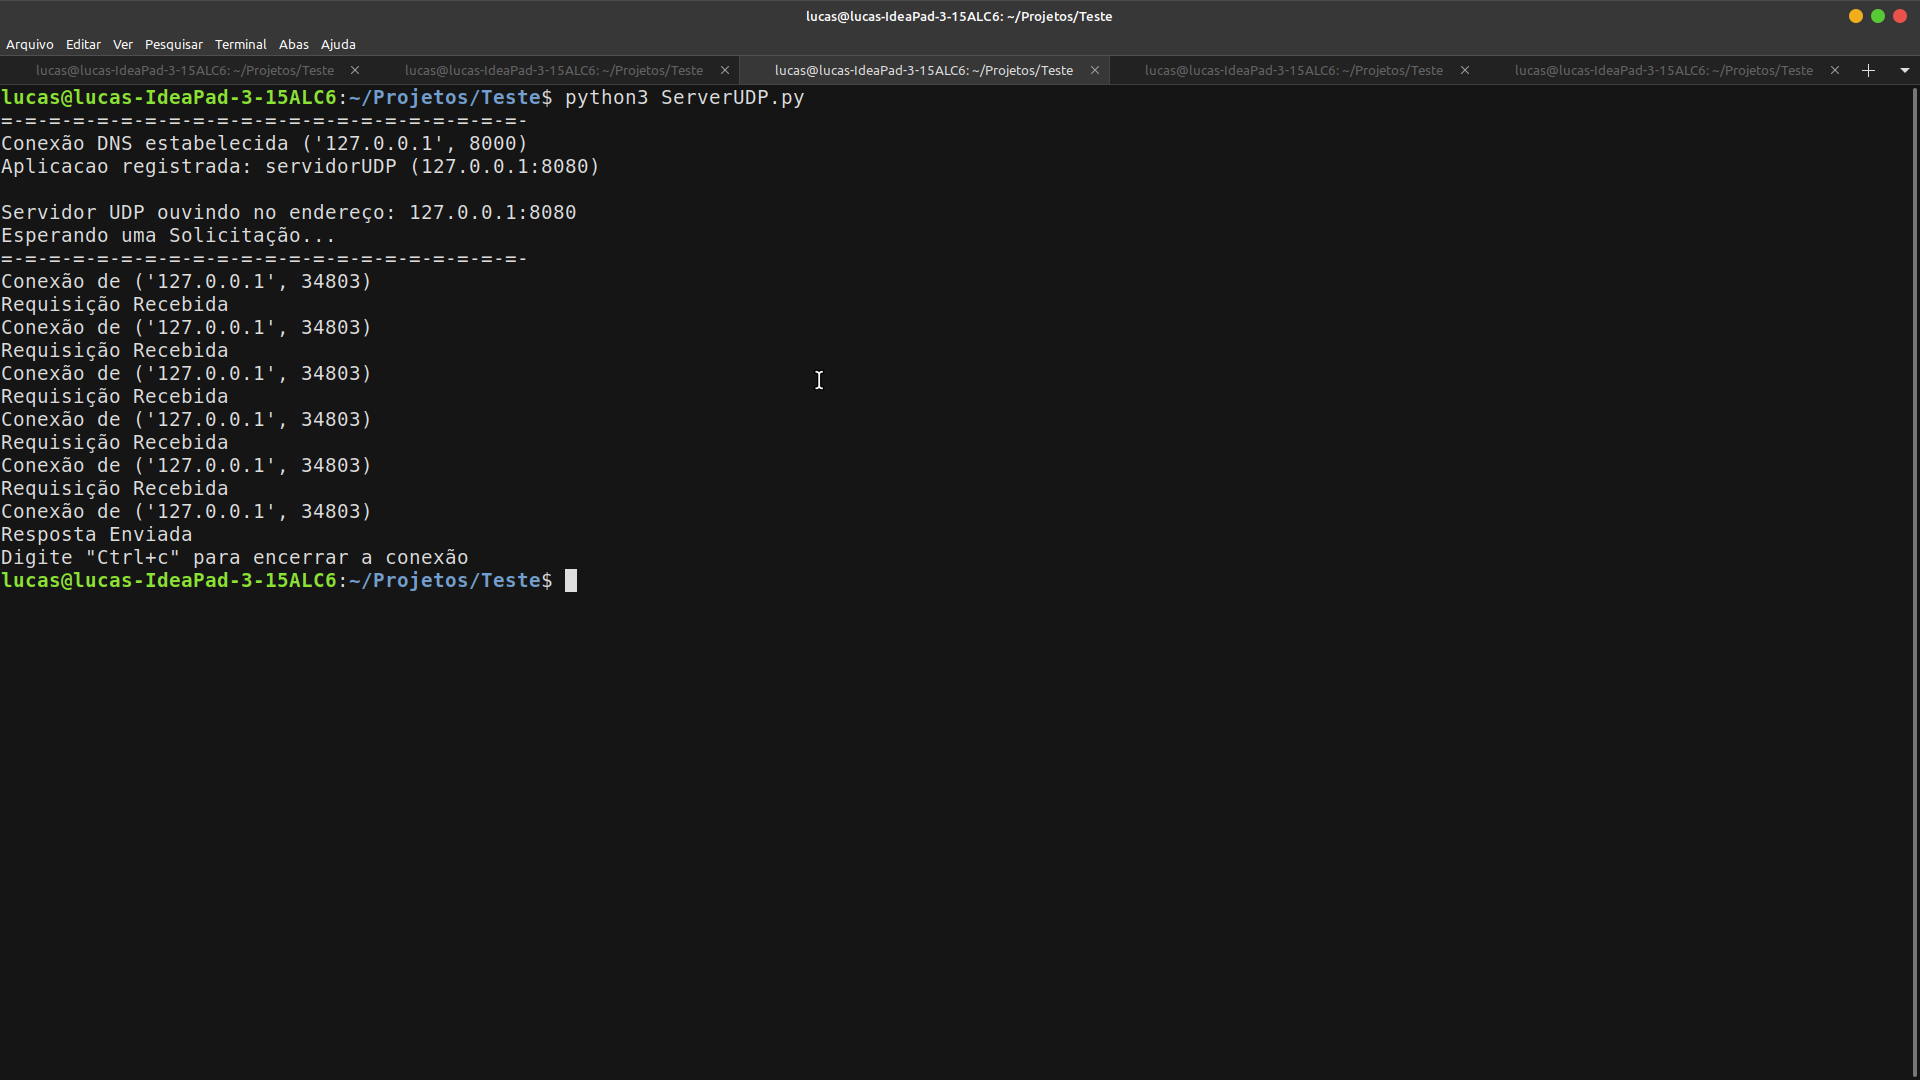 lucas@lucas-IdeaPad-3-15ALC6: ~/Projetos/Teste
Arquivo Editar Ver Pesquisar Terminal Abas Ajuda
lucas@lucas-IdeaPad-3-15ALC6: ~/Projetos/Teste lucas@lucas-IdeaPad-3-15ALC6: ~/Projetos/Teste lucas@lucas-IdeaPad-3-15ALC6: ~/Projetos/Teste lucas@lucas-IdeaPad-3-15ALC6: ~/Projetos/Teste lucas@lucas-IdeaPad-3-15ALC6: ~/Projetos/Teste
lucas@lucas-IdeaPad-3-15ALC6:~/Projetos/Teste$ python3 ServerUDP.py
=-=-=-=-=-=-=-=-=-=-=-=-=-=-=-=-=-=-=-=-=-=-
Conexão DNS estabelecida ('127.0.0.1', 8000)
Aplicacao registrada: servidorUDP (127.0.0.1:8080)
Servidor UDP ouvindo no endereço: 127.0.0.1:8080
Esperando uma Solicitação...
=-=-=-=-=-=-=-=-=-=-=-=-=-=-=-=-=-=-=-=-=-=-
Conexão de ('127.0.0.1', 34803)
Requisição Recebida
Conexão de ('127.0.0.1', 34803)
Requisição Recebida
Conexão de ('127.0.0.1', 34803)
Requisição Recebida
Conexão de ('127.0.0.1', 34803)
Requisição Recebida
Conexão de ('127.0.0.1', 34803)
Requisição Recebida
Conexão de ('127.0.0.1', 34803)
Resposta Enviada
Digite "Ctrl+c" para encerrar a conexão
lucas@lucas-IdeaPad-3-15ALC6:~/Projetos/Teste$